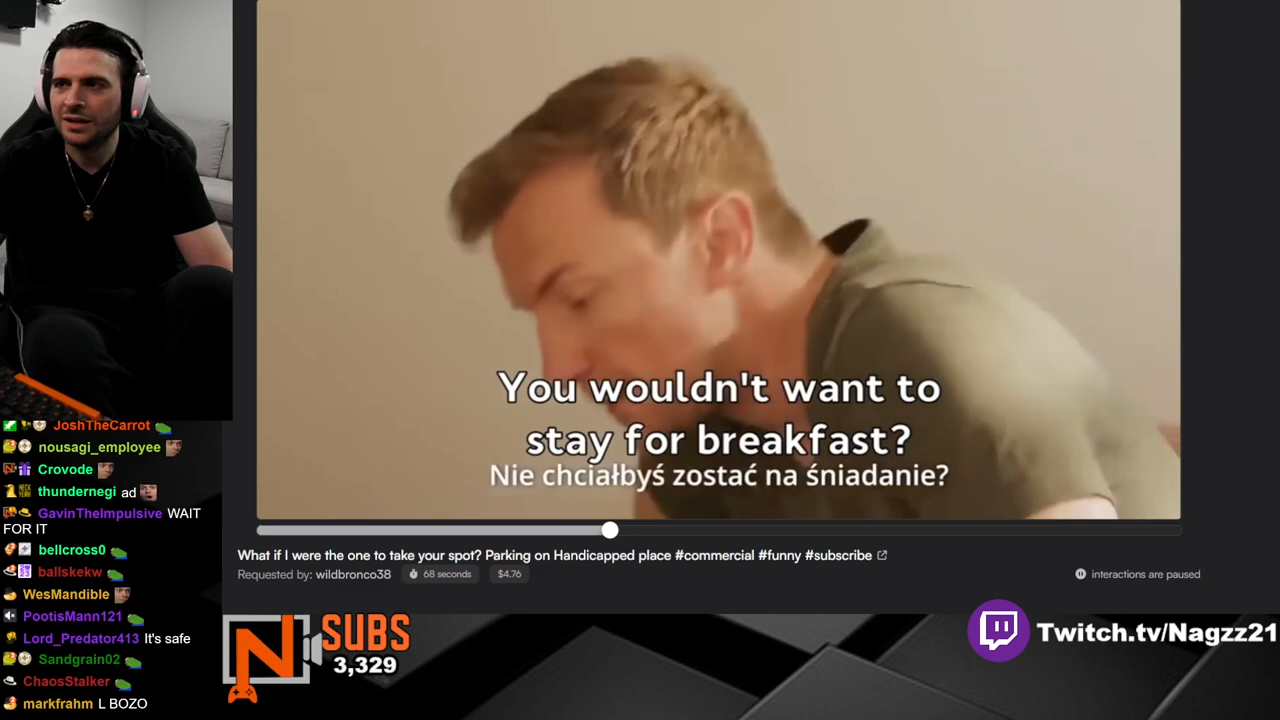 You wouldn't want to
stay for breakfast?
Nie chciałbyś zostać na śniadanie?
JoshTheCarrot
nousagi_employee
Crovode
thundernegi ad
GavinTheImpulsive WAIT
FOR IT
bellcross0
ballskekw
WesMandible
PootisMann121
Lord_Predator413 It's safe
Sandgrain02
ChaosStalker
markfrahm L BOZO
What if I were the one to take your spot? Parking on Handicapped place #commercial #funny #subscribe
Requested by: wildbronco38 68 seconds $4.76
interactions are paused
N SUBS
3,329
Twitch.tv/Nagzz21